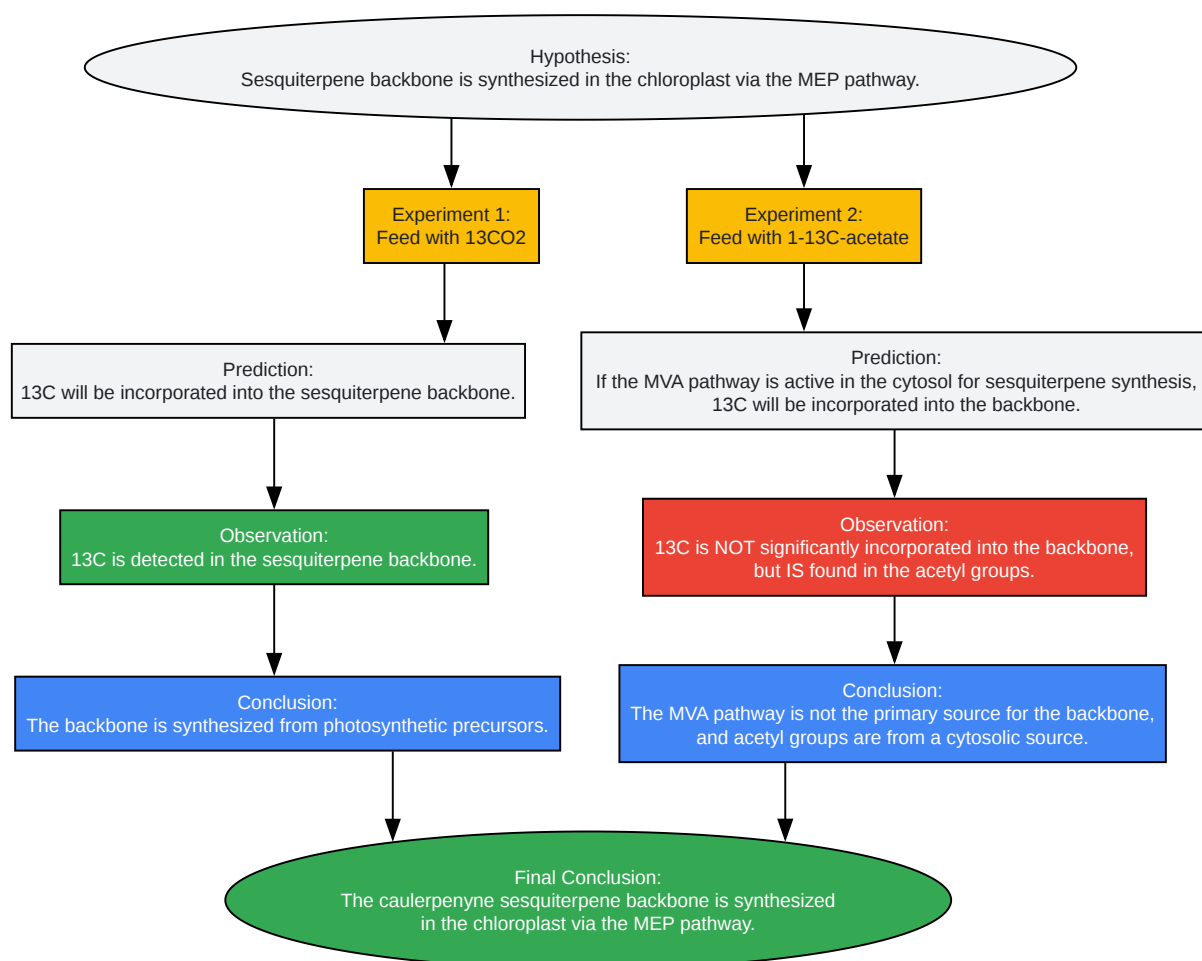 Hypothesis:
Sesquiterpene backbone is synthesized in the chloroplast via the MEP pathway.
Experiment 1:
Feed with 13CO2
Experiment 2:
Feed with 1-13C-acetate
Prediction:
13C will be incorporated into the sesquiterpene backbone.
Prediction:
If the MVA pathway is active in the cytosol for sesquiterpene synthesis,
13C will be incorporated into the backbone.
Observation:
13C is detected in the sesquiterpene backbone.
Observation:
13C is NOT significantly incorporated into the backbone,
but IS found in the acetyl groups.
Conclusion:
The backbone is synthesized from photosynthetic precursors.
Conclusion:
The MVA pathway is not the primary source for the backbone,
and acetyl groups are from a cytosolic source.
Final Conclusion:
The caulerpenyne sesquiterpene backbone is synthesized
in the chloroplast via the MEP pathway.